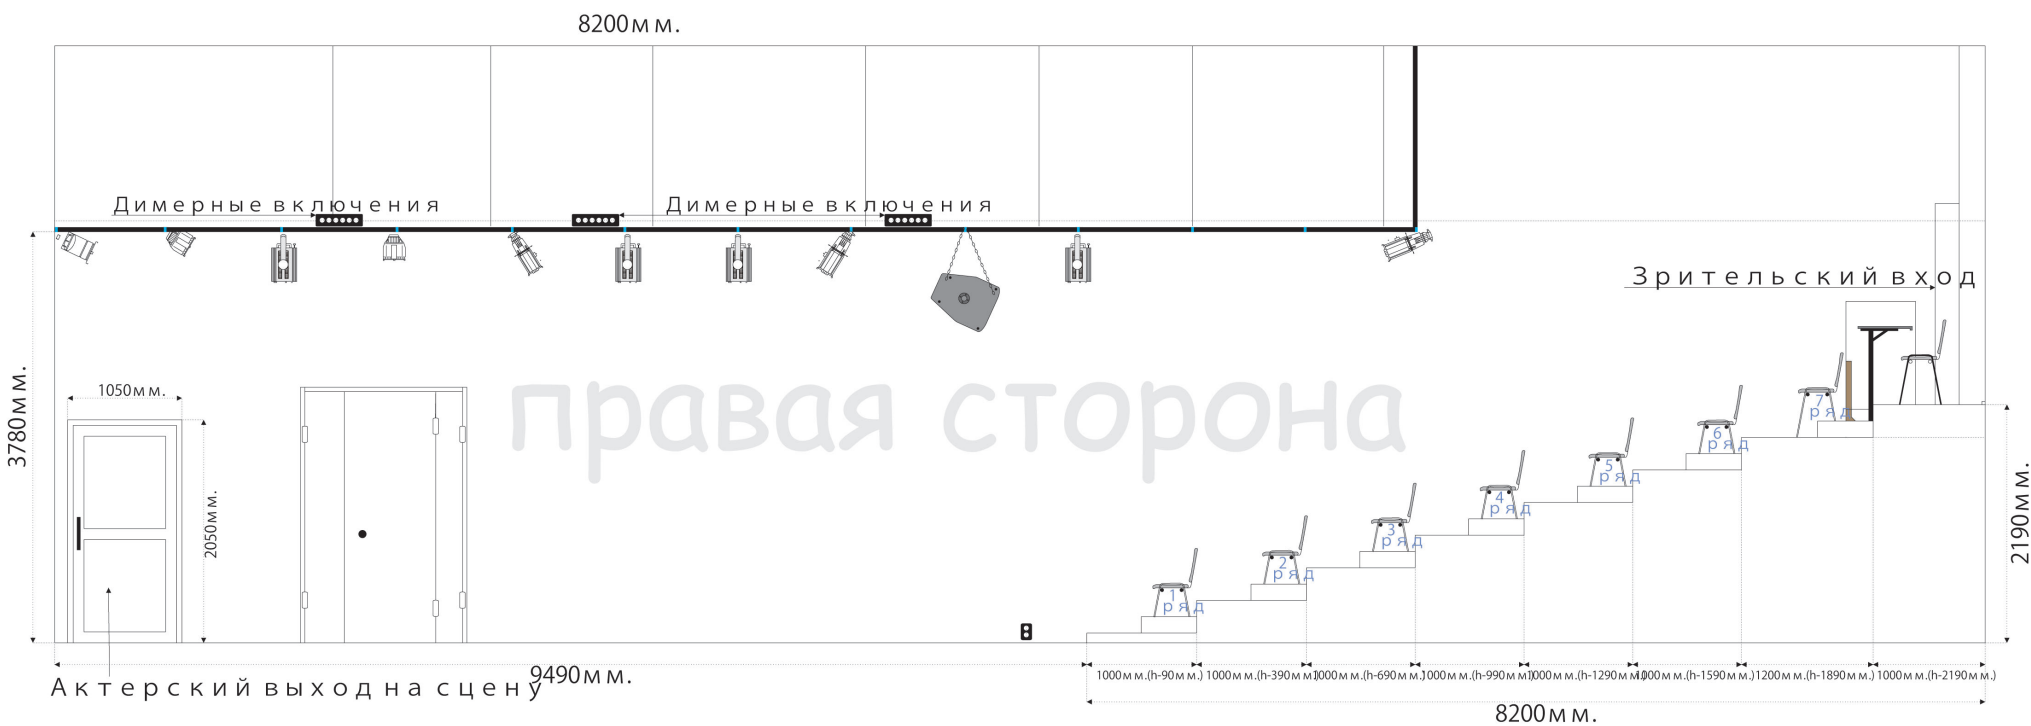 8200мм.
Димерные включения
Димерные включения
Зрительский вход
3780мм.
1050мм.
2050мм.
правая сторона
7
ряд
6
ряд
5
ряд
4
ряд
3
ряд
2
ряд
1
ряд
2190мм.
9490мм.
1000мм.(h-90мм.) 1000мм.(h-390мм.) 1000мм.(h-690мм.) 1000мм.(h-990мм.) 1000мм.(h-1290мм.) 1000мм.(h-1590мм.) 1200мм.(h-1890мм.) 1000мм.(h-2190мм.)
Актерский выход на сцену
8200мм.